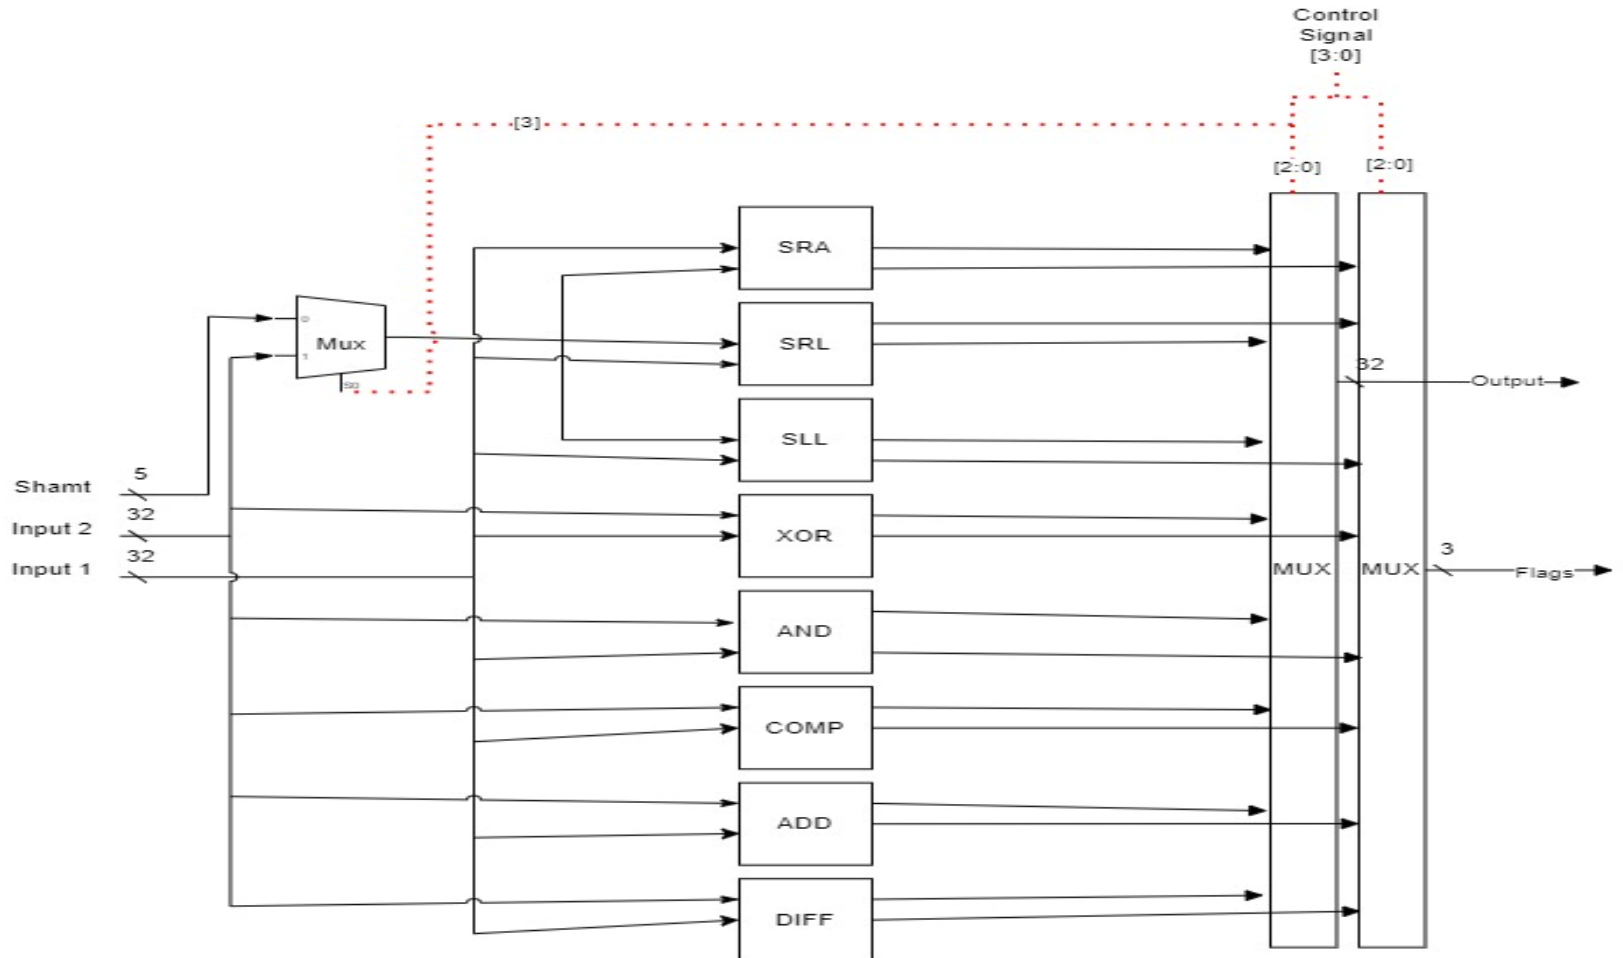 Control
Signal
[3:0]
[3]
[2:0]
[2:0]
SRA
0
Mux
1
S0
SRL
32
Output
SLL
Shamt
5
Input 2
32
XOR
Input 1
32
MUX
MUX
3
Flags
AND
COMP
ADD
DIFF